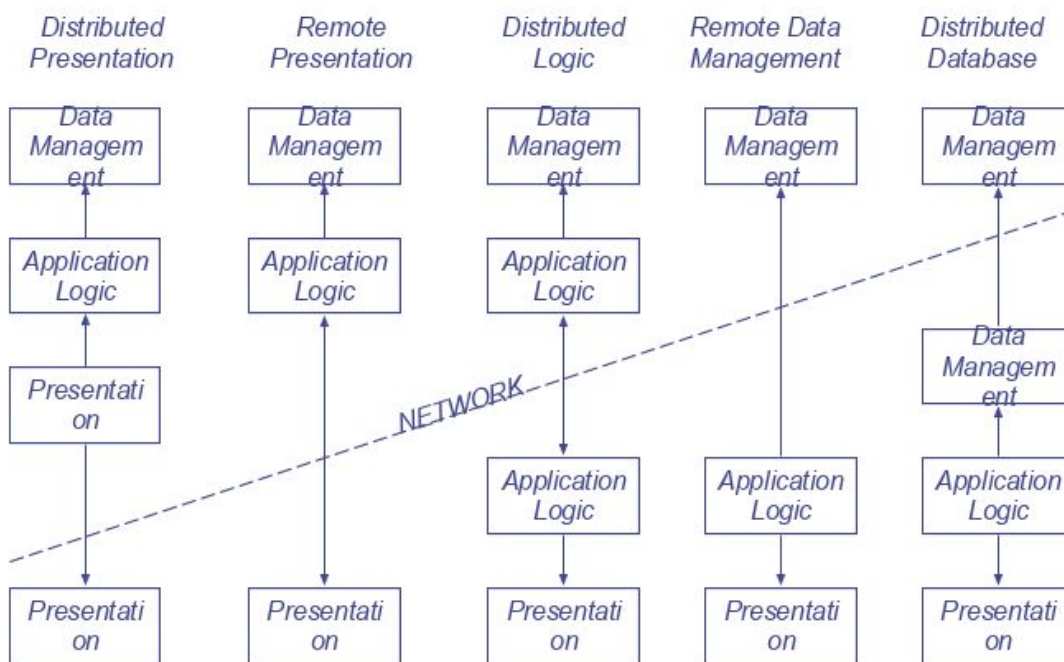 Distributed
Presentation
Remote
Presentation
Distributed
Logic
Remote Data
Management
Distributed
Database
Data
Managem
ent
Data
Managem
ent
Data
Managem
ent
Data
Managem
ent
Data
Managem
ent
Application
Logic
Application
Logic
Application
Logic
Data
Managem
ent
Presentati
on
NETWORK
Application
Logic
Application
Logic
Application
Logic
Presentati
on
Presentati
on
Presentati
on
Presentati
on
Presentati
on